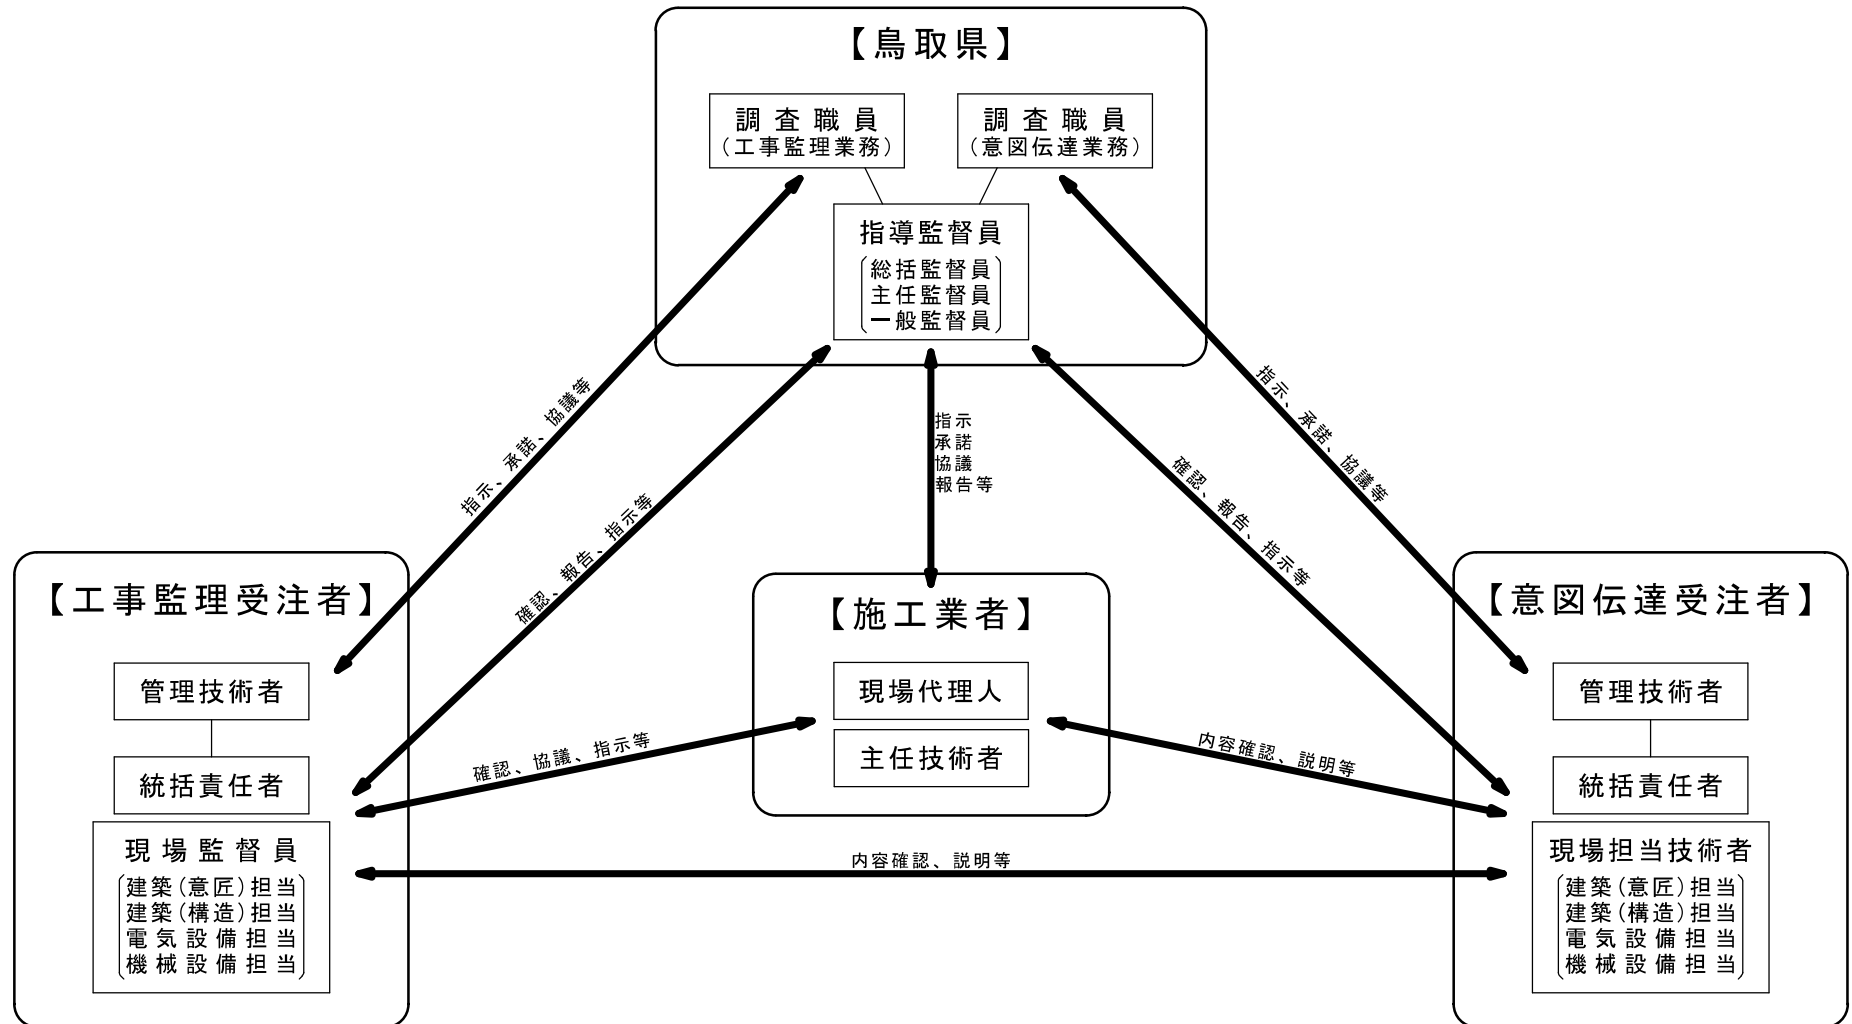 【鳥取県】
調査職員
（工事監理業務）
調査職員
（意図伝達業務）
指導監督員
総括監督員
主任監督員
一般監督員
指示、承諾、協議等
確認、報告、指示等
指示
承諾
協議
報告等
確認、報告、指示等
指示、承諾、協議等
【工事監理受注者】
管理技術者
統括責任者
現場監督員
建築（意匠）担当
建築（構造）担当
電気設備担当
機械設備担当
確認、協議、指示等
【施工業者】
現場代理人
主任技術者
内容確認、説明等
内容確認、説明等
【意図伝達受注者】
管理技術者
統括責任者
現場担当技術者
建築（意匠）担当
建築（構造）担当
電気設備担当
機械設備担当